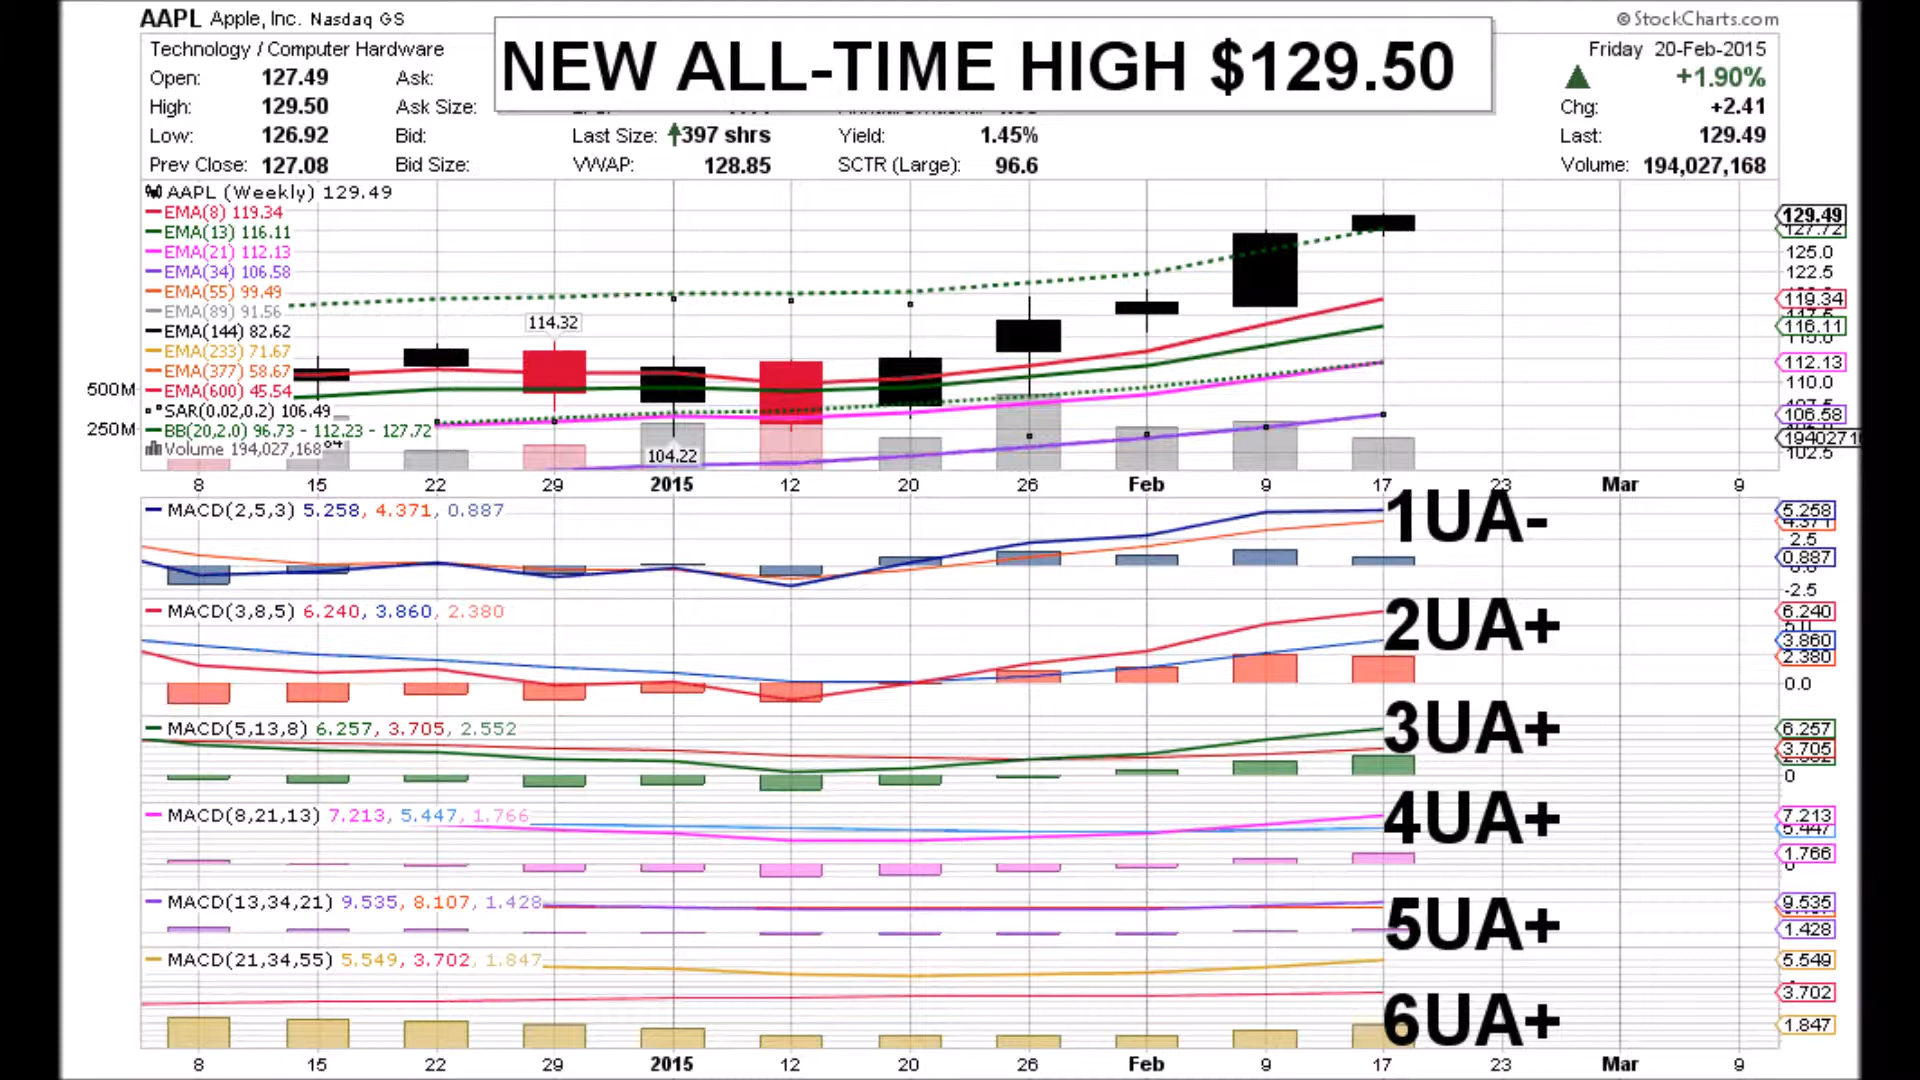 AAPL Apple, Inc. Nasdaq GS
© StockCharts.com
NEW ALL-TIME HIGH $129.50
Technology / Computer Hardware
Friday 20-Feb-2015
Open: 127.49 Ask:
+1.90%
High: 129.50 Ask Size:
Chg: +2.41
Low: 126.92 Bid: Last Size: 397 shrs Yield: 1.45% Last: 129.49
Prev Close: 127.08 Bid Size: VWAP: 128.85 SCTR (Large): 96.6 Volume: 194,027,168
AAPL (Weekly) 129.49
EMA(8) 119.34
EMA(13) 116.11
EMA(21) 112.13
EMA(34) 106.58
EMA(55) 99.49
EMA(89) 91.56
EMA(144) 82.62
EMA(233) 71.67
EMA(377) 58.67
EMA(600) 45.54
SAR(0.02,0.2) 106.49
BB(20,2.0) 96.73 - 112.23 - 127.72
Volume 194,027,168
500M
250M
114.32
104.22
129.49
127.72
125.0
122.5
119.34
116.11
115.0
112.13
110.0
106.58
102.5
8 15 22 29 2015 12 20 26 Feb 9 17 23 Mar 9
MACD(2,5,3) 5.258, 4.371, 0.887
1UA-
5.258
4.371
2.5
0.887
-2.5
MACD(3,8,5) 6.240, 3.860, 2.380
2UA+
6.240
3.860
2.380
0.0
MACD(5,13,8) 6.257, 3.705, 2.552
3UA+
6.257
3.705
0
MACD(8,21,13) 7.213, 5.447, 1.766
4UA+
7.213
5.447
1.766
MACD(13,34,21) 9.535, 8.107, 1.428
5UA+
9.535
1.428
MACD(21,34,55) 5.549, 3.702, 1.847
6UA+
5.549
3.702
1.847
8 15 22 29 2015 12 20 26 Feb 9 17 23 Mar 9